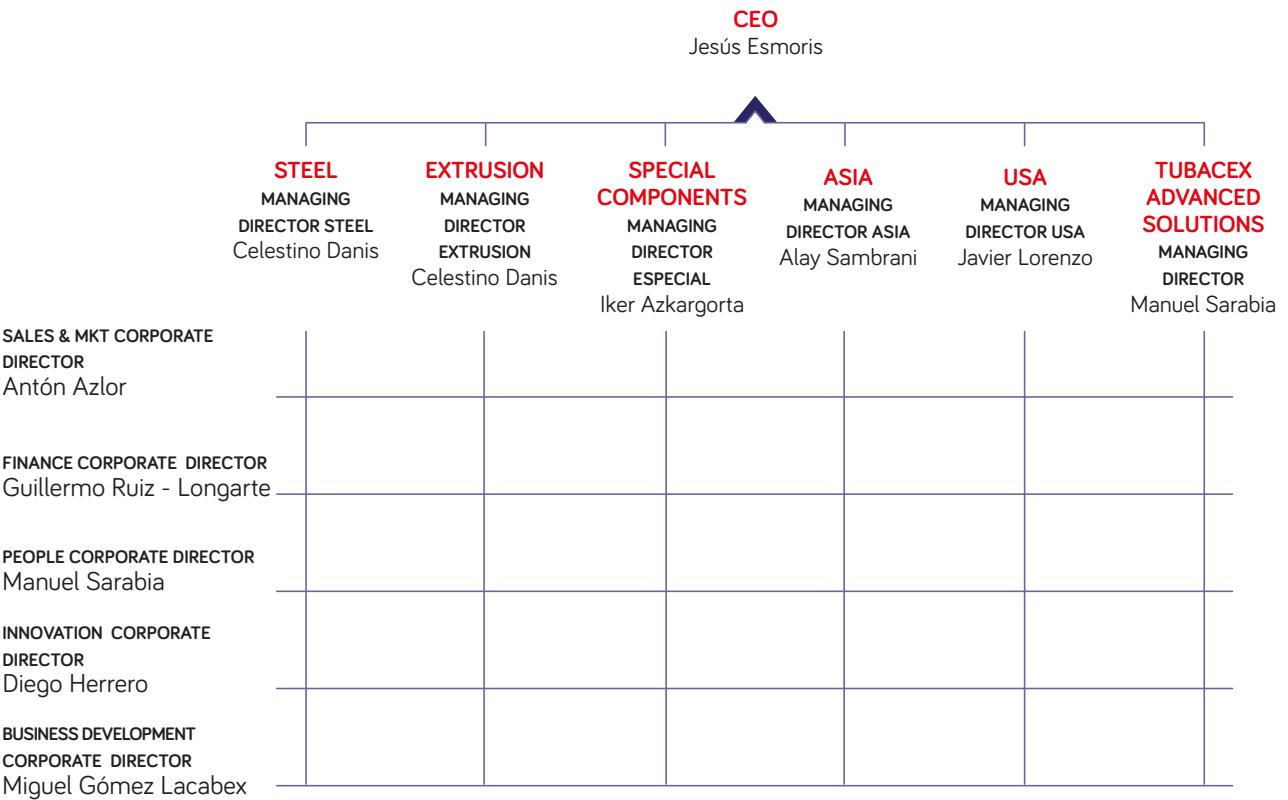 CEO
Jesús Esmoris
STEEL
MANAGING
DIRECTOR STEEL
Celestino Danis
EXTRUSION
MANAGING
DIRECTOR
EXTRUSION
Celestino Danis
SPECIAL
COMPONENTS
MANAGING
DIRECTOR
ESPECIAL
Iker Azkargorta
ASIA
MANAGING
DIRECTOR ASIA
Alay Sambrani
USA
MANAGING
DIRECTOR USA
Javier Lorenzo
TUBACEX
ADVANCED
SOLUTIONS
MANAGING
DIRECTOR
Manuel Sarabia
SALES & MKT CORPORATE
DIRECTOR
Antón Azlor
FINANCE CORPORATE DIRECTOR
Guillermo Ruiz - Longarte
PEOPLE CORPORATE DIRECTOR
Manuel Sarabia
INNOVATION CORPORATE
DIRECTOR
Diego Herrero
BUSINESS DEVELOPMENT
CORPORATE DIRECTOR
Miguel Gómez Lacabex